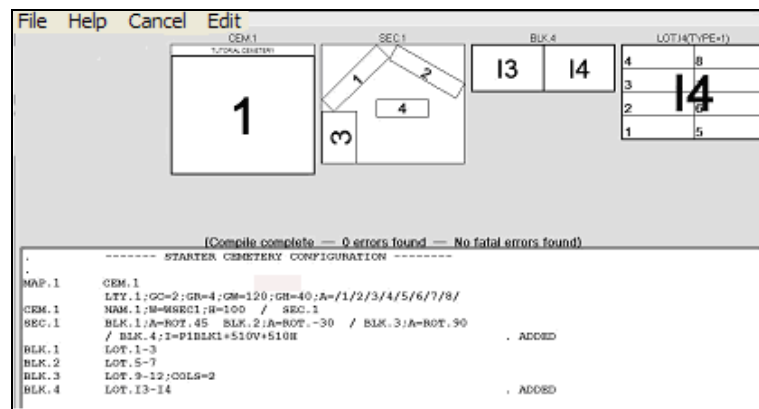 File Help Cancel Edit
CEM.1 SEC.1 BLK.4 LOT.I4(TYPE=1)
TUTORIAL CEMETERY
1
1
2
3
4
I3 I4
4 8
3
2 6
1 5
I4
(Compile complete — 0 errors found — No fatal errors found)
. ------- STARTER CEMETERY CONFIGURATION --------
.
MAP.1 CEM.1
LTY.1;GC=2;GR=4;GW=120;GH=40;A=/1/2/3/4/5/6/7/8/
CEM.1 NAM.1;W=WSEC1;H=100 / SEC.1
SEC.1 BLK.1;A=ROT.45 BLK.2;A=ROT.-30 / BLK.3;A=ROT.90
/ BLK.4;I=P1BLK1+510V+510H . ADDED
BLK.1 LOT.1-3
BLK.2 LOT.5-7
BLK.3 LOT.9-12;COLS=2
BLK.4 LOT.I3-I4 . ADDED